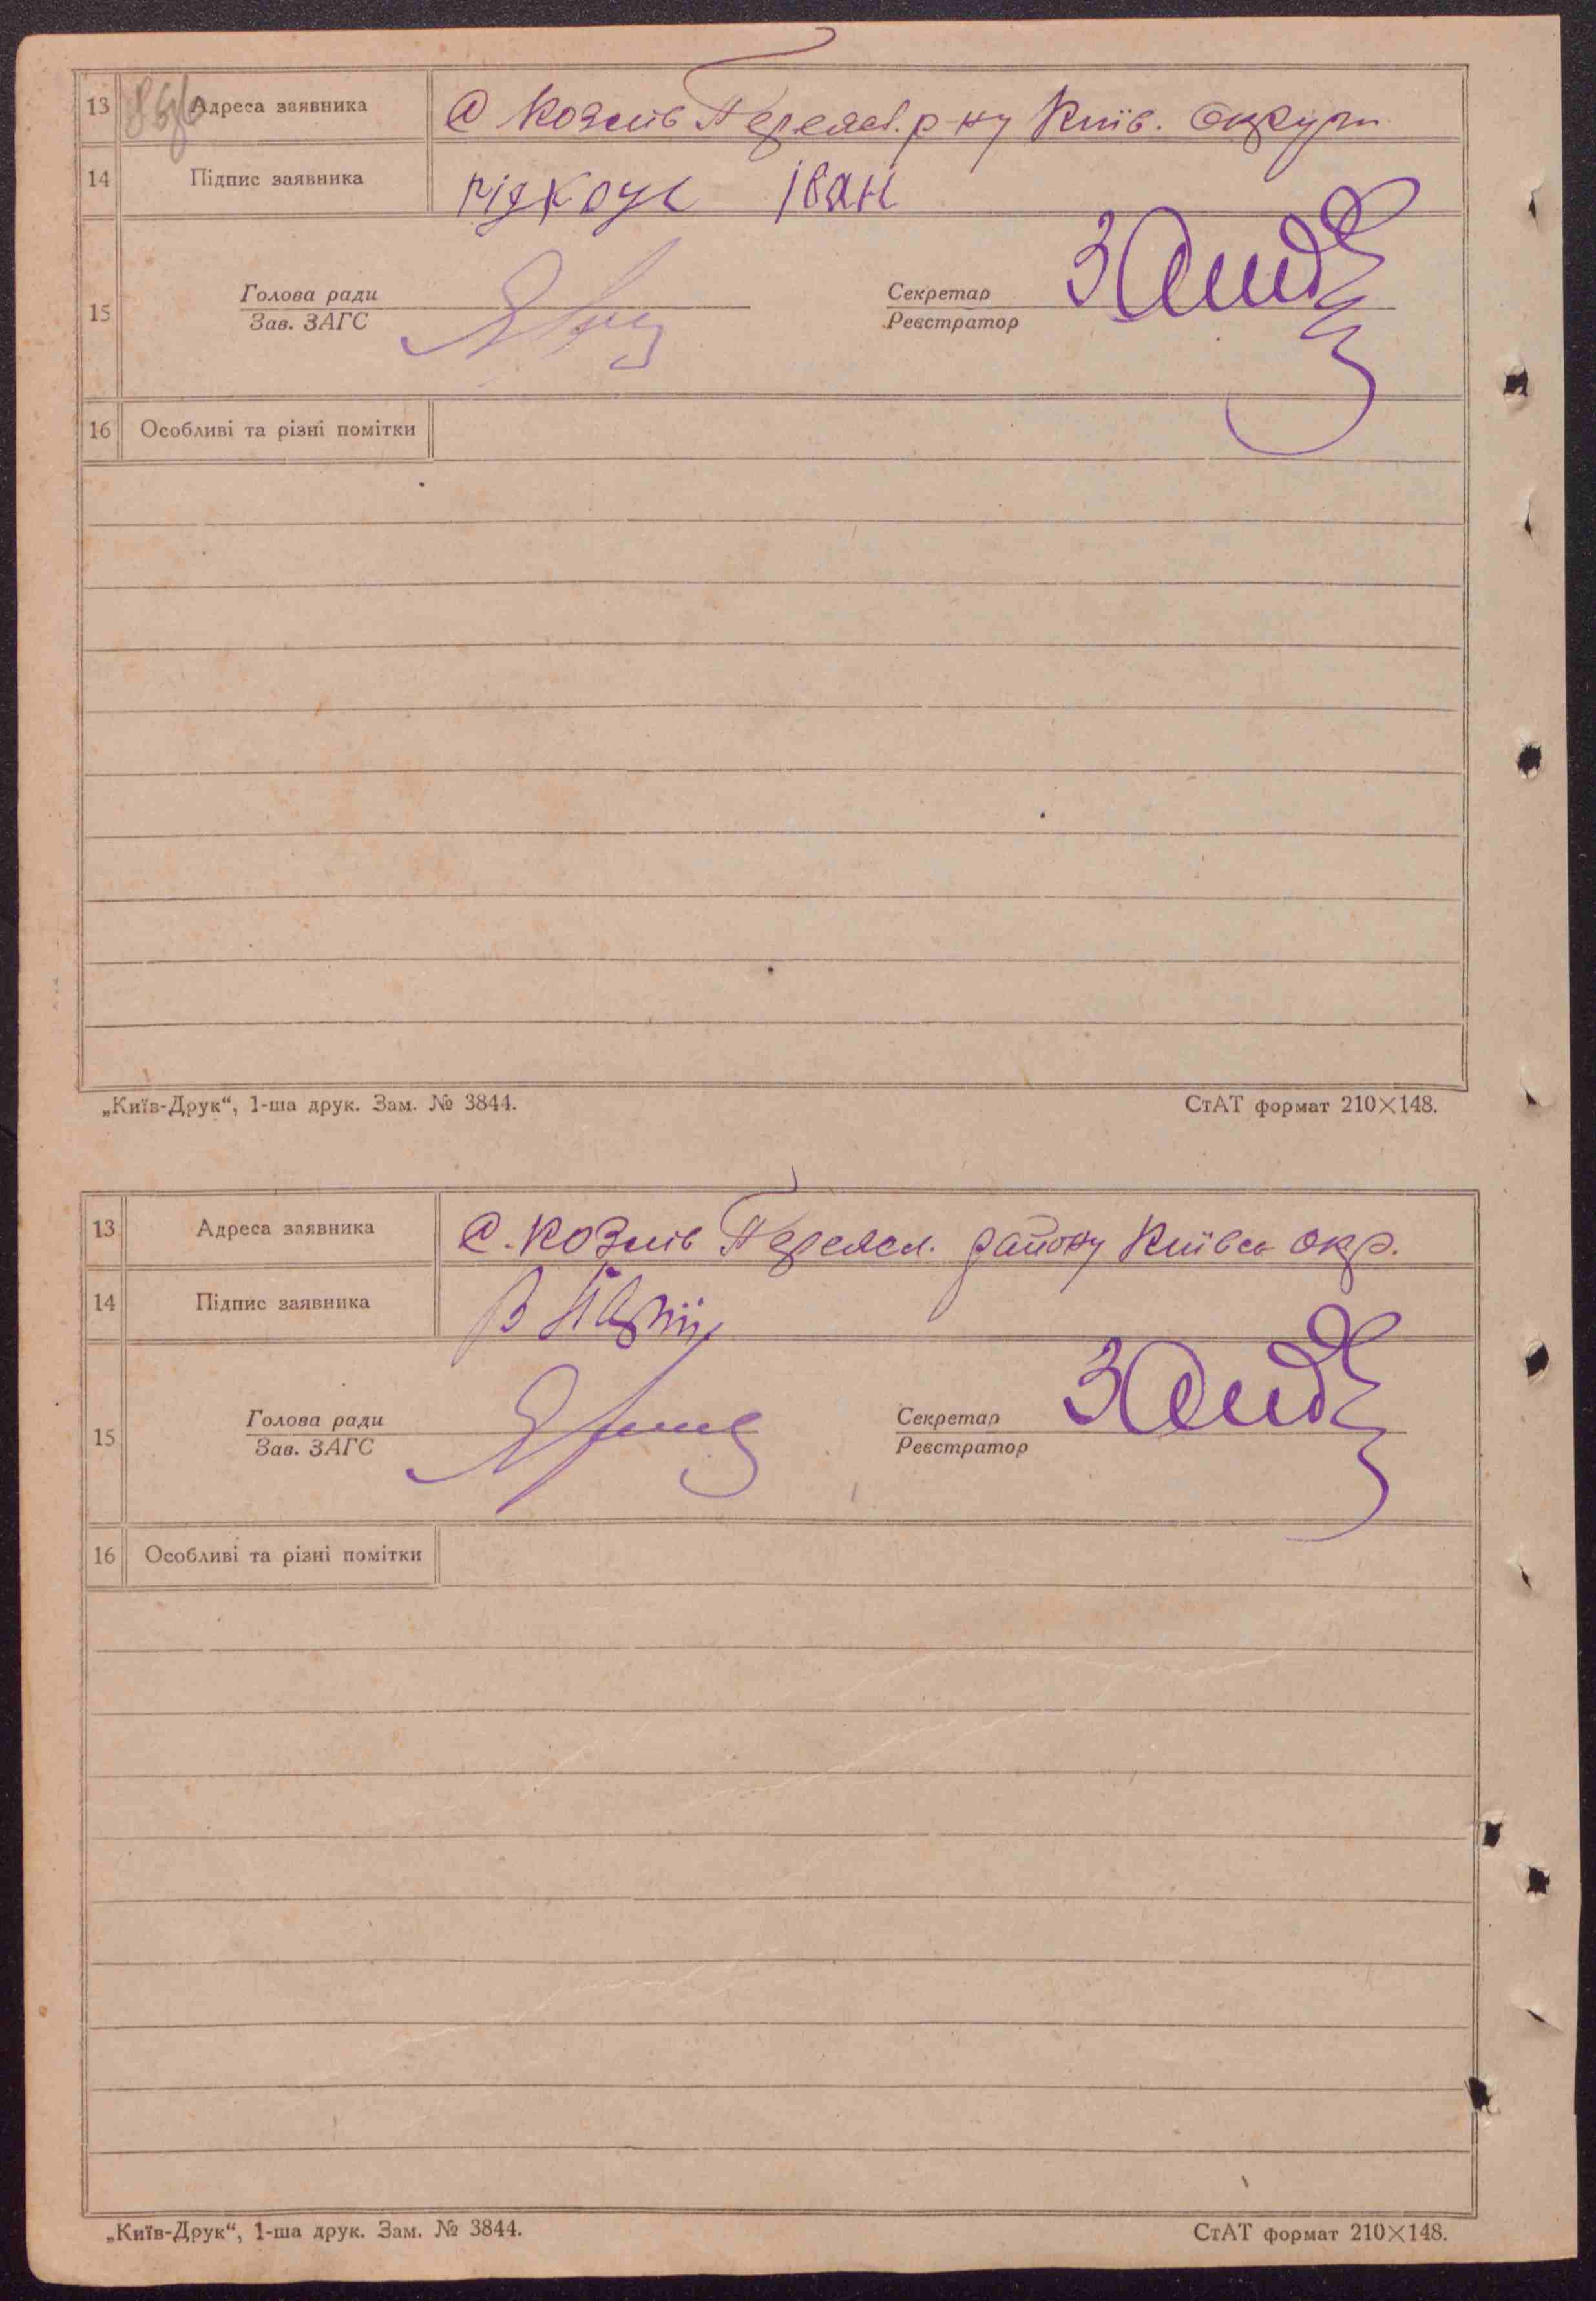 13 Адреса заявника С Козлів Переясл. р-ну Київ. Округи
14 Підпис заявника Іван
Голова ради
Секретар
15
Зав. ЗАГС
Реєстратор
16 Особливі та різні помітки
„Київ-Друк“, 1-ша друк. Зам. № 3844.
СтАТ формат 210×148.
13 Адреса заявника С. Козлів Переясл. району Київсь окр.
14 Підпис заявника
Голова ради
Секретар
15
Зав. ЗАГС
Реєстратор
16 Особливі та різні помітки
„Київ-Друк“, 1-ша друк. Зам. № 3844.
СтАТ формат 210×148.